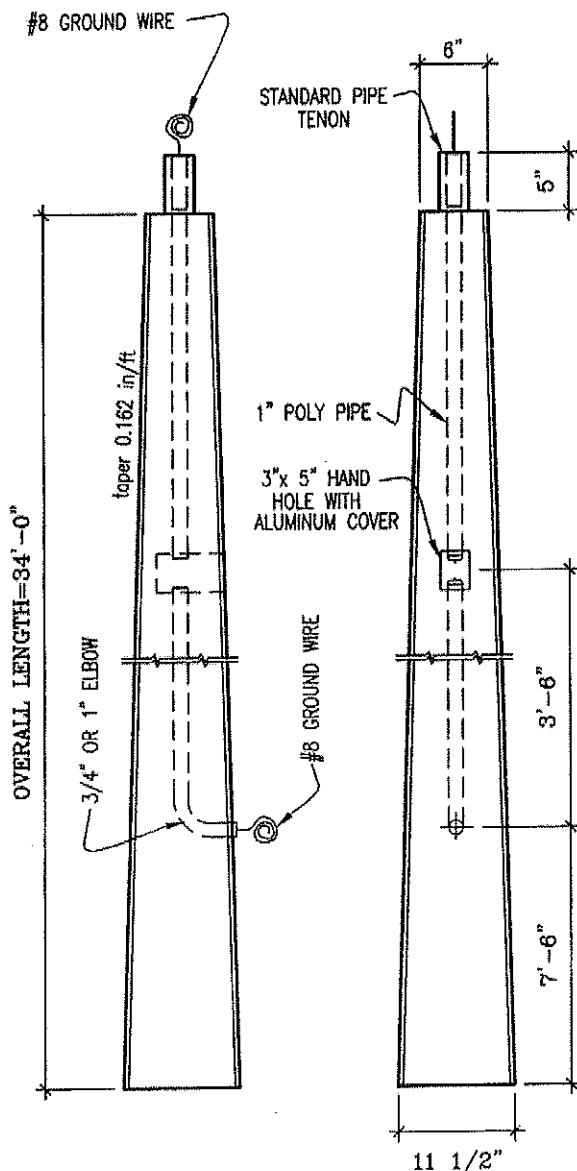 #8 GROUND WIRE
6"
STANDARD PIPE
TENON
5"
taper 0.162 in/ft
1" POLY PIPE
3"x 5" HAND
HOLE WITH
ALUMINUM COVER
OVERALL LENGTH=34'-0"
3/4" OR 1" ELBOW
#8 GROUND WIRE
3'-6"
7'-6"
11 1/2"